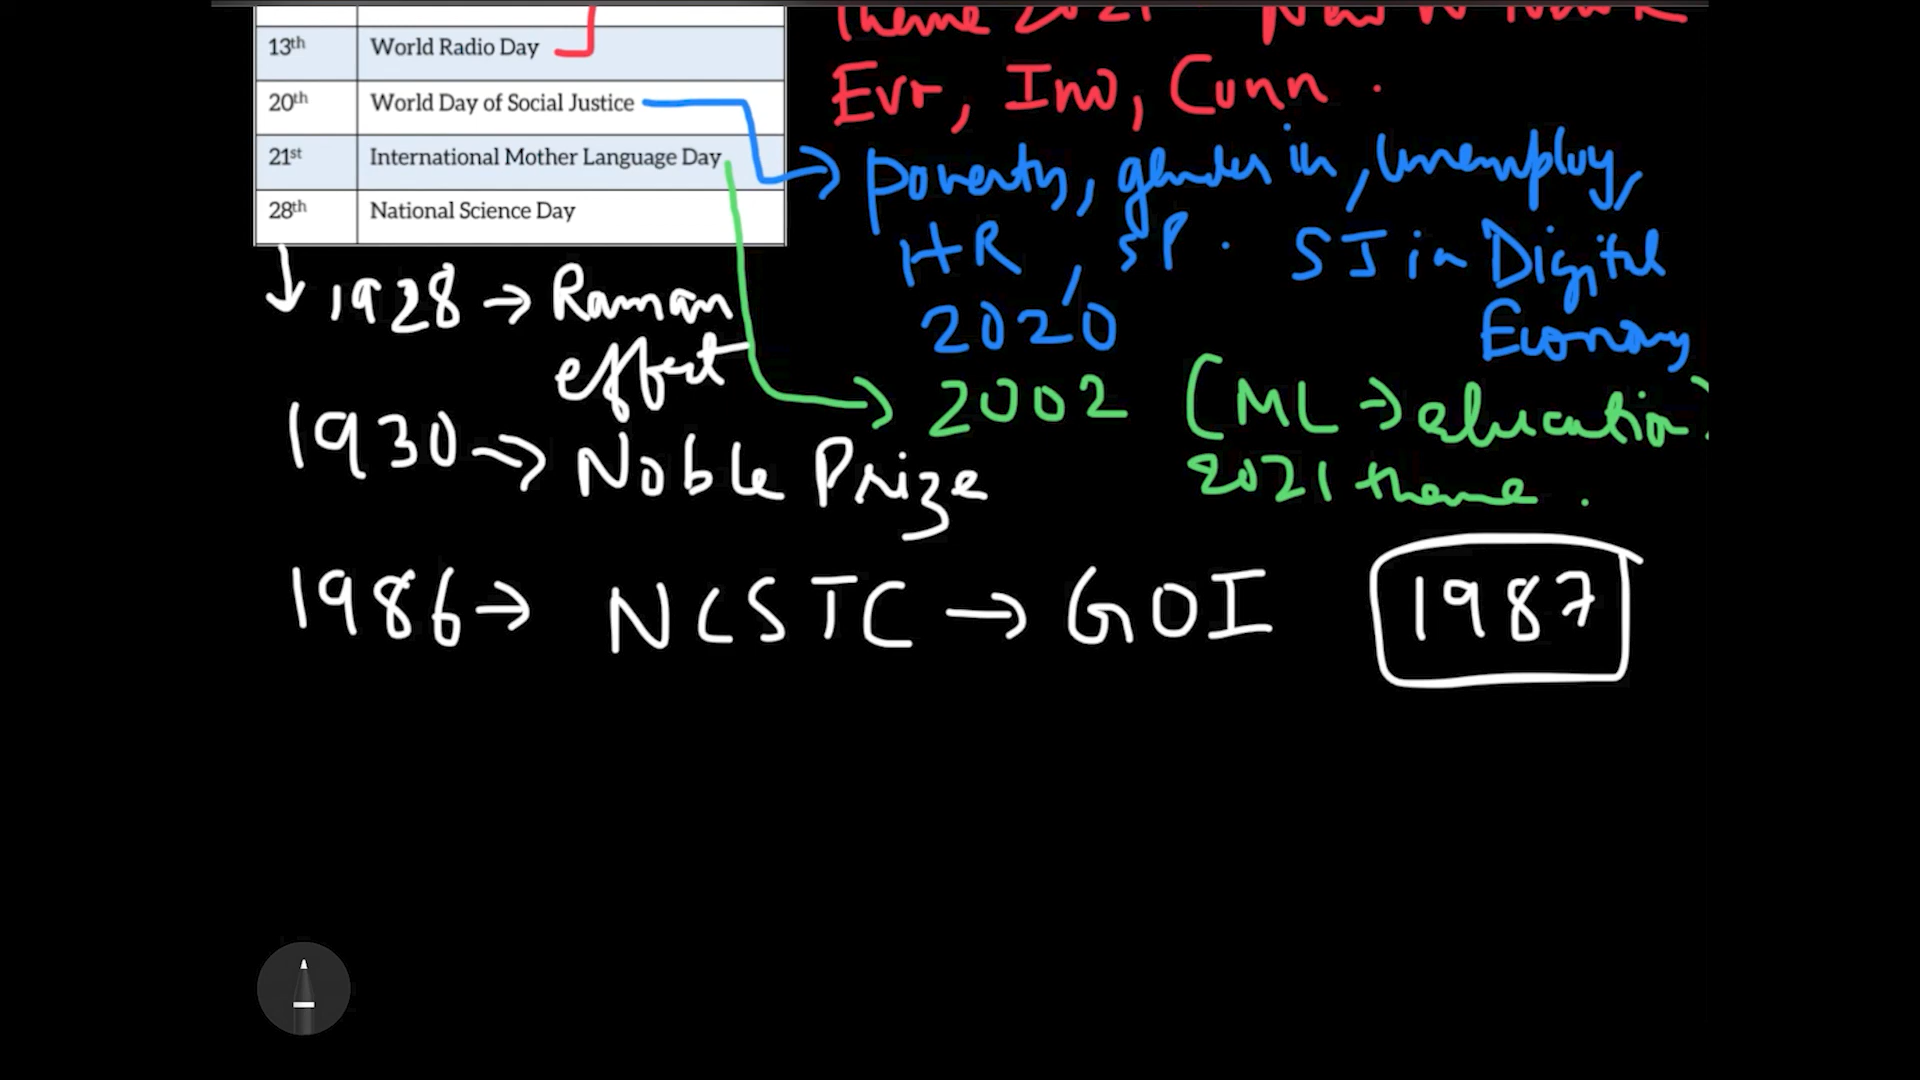 Theme 2021
13th World Radio Day
Evr, Inv, Conn.
20th World Day of Social Justice
21st International Mother Language Day
poverty, gender in, unemploy,
28th National Science Day
HR, SP. SJ in Digital
Economy
1928 → Raman
effect
2020
2002 (ML → education)
2021 theme.
1930 → Noble Prize
1986 → NCSTC → GOI 1987